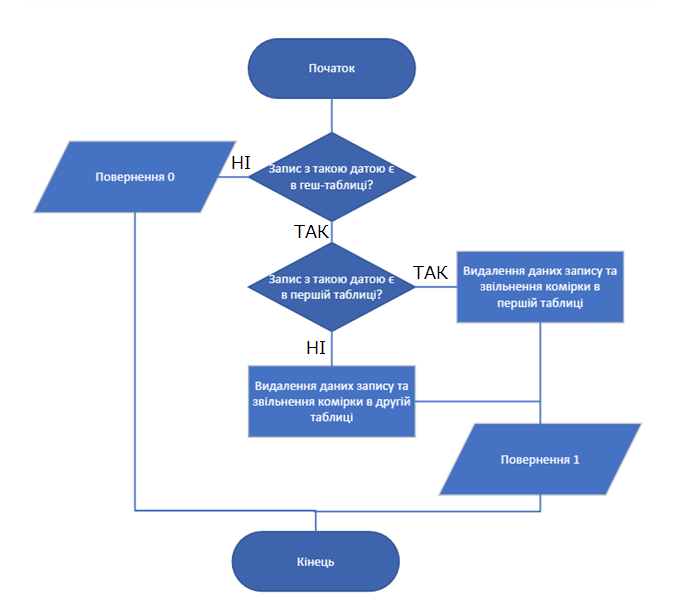 Початок
НІ
Запис з такою датою є
в геш-таблиці?
Повернення 0
ТАК
Запис з такою датою є
в першій таблиці?
ТАК
Видалення даних запису та
звільнення комірки в
першій таблиці
НІ
Видалення даних запису та
звільнення комірки в другій
таблиці
Повернення 1
Кінець